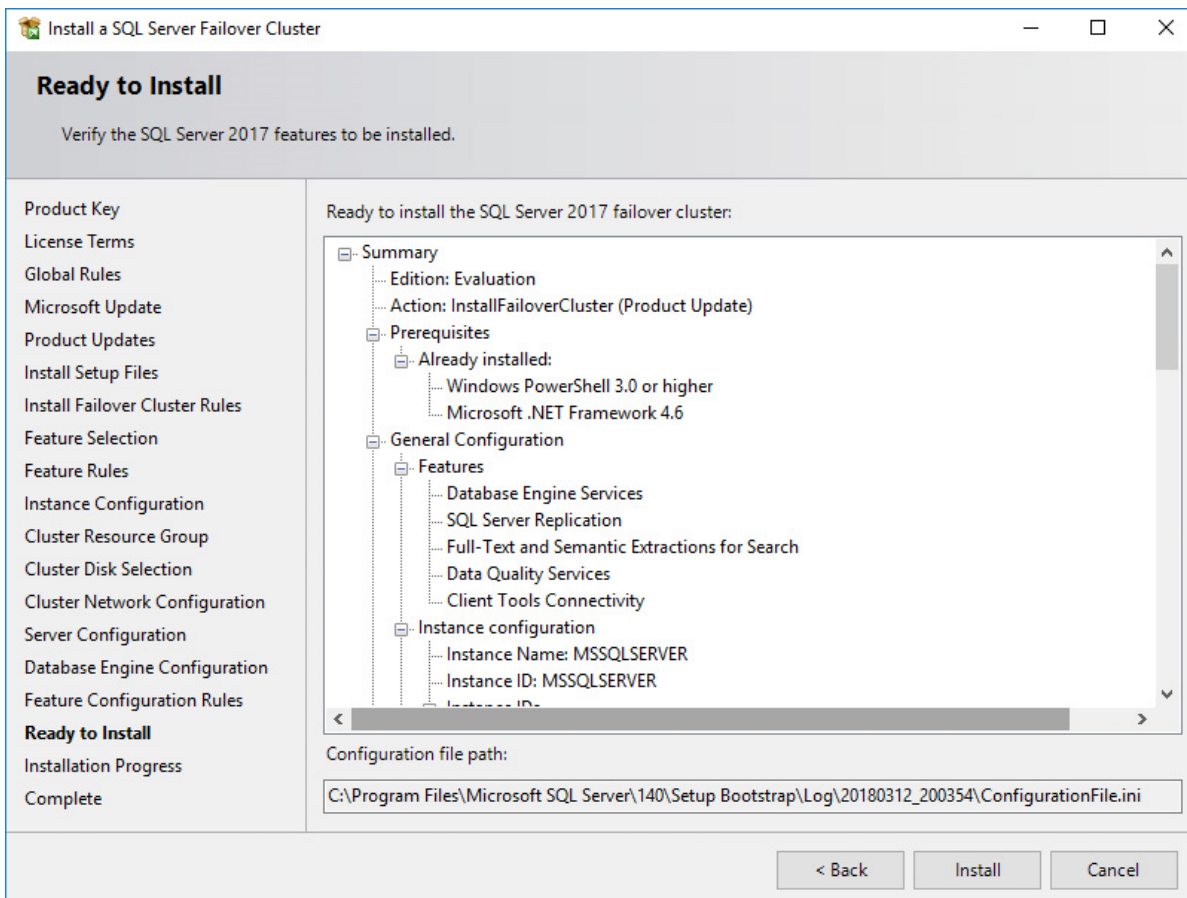 Install a SQL Server Failover Cluster
Ready to Install
Verify the SQL Server 2017 features to be installed.
Product Key
License Terms
Global Rules
Microsoft Update
Product Updates
Install Setup Files
Install Failover Cluster Rules
Feature Selection
Feature Rules
Instance Configuration
Cluster Resource Group
Cluster Disk Selection
Cluster Network Configuration
Server Configuration
Database Engine Configuration
Feature Configuration Rules
Ready to Install
Installation Progress
Complete
Ready to install the SQL Server 2017 failover cluster:
Summary
Edition: Evaluation
Action: InstallFailoverCluster (Product Update)
Prerequisites
Already installed:
Windows PowerShell 3.0 or higher
Microsoft .NET Framework 4.6
General Configuration
Features
Database Engine Services
SQL Server Replication
Full-Text and Semantic Extractions for Search
Data Quality Services
Client Tools Connectivity
Instance configuration
Instance Name: MSSQLSERVER
Instance ID: MSSQLSERVER
Instance IDs
Configuration file path:
C:\Program Files\Microsoft SQL Server\140\Setup Bootstrap\Log\20180312_200354\ConfigurationFile.ini
< Back
Install
Cancel